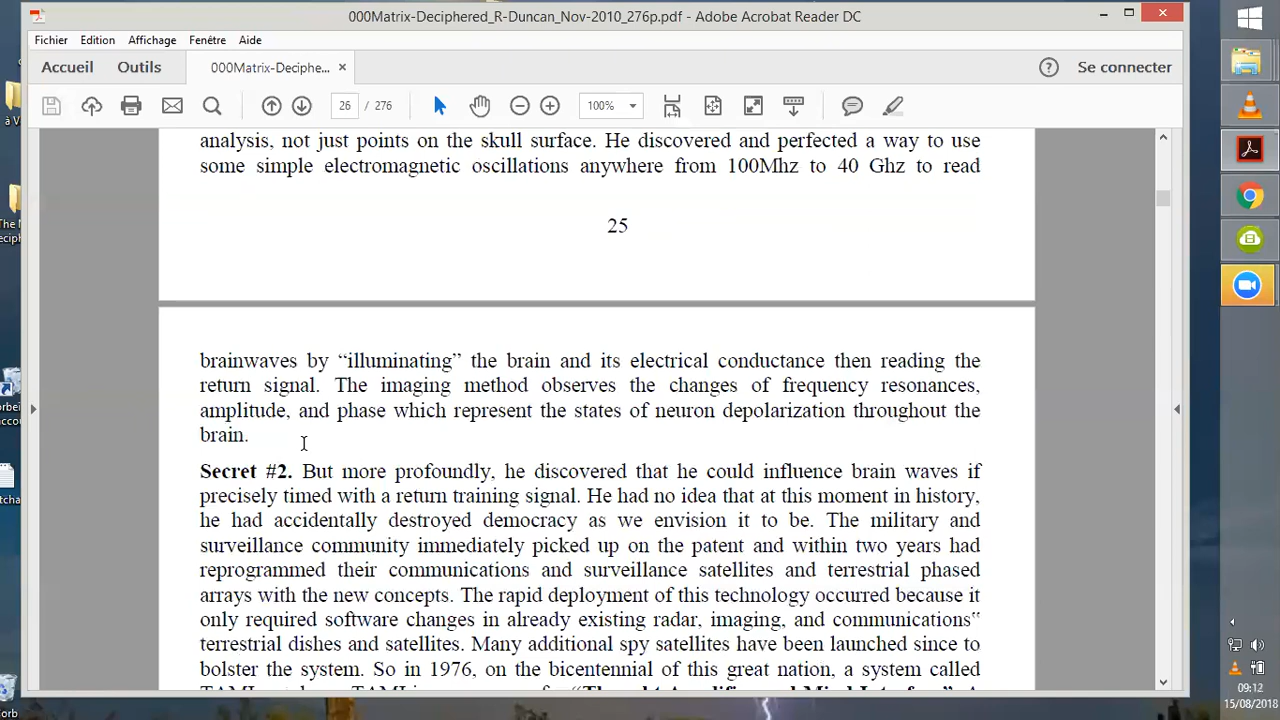 000Matrix-Deciphered_R-Duncan_Nov-2010_276p.pdf - Adobe Acrobat Reader DC
Fichier Edition Affichage Fenêtre Aide
Accueil Outils 000Matrix-Deciphe... × Se connecter
26 / 276 100%
analysis, not just points on the skull surface. He discovered and perfected a way to use
some simple electromagnetic oscillations anywhere from 100Mhz to 40 Ghz to read
25
brainwaves by “illuminating” the brain and its electrical conductance then reading the
return signal. The imaging method observes the changes of frequency resonances,
amplitude, and phase which represent the states of neuron depolarization throughout the
brain.
Secret #2. But more profoundly, he discovered that he could influence brain waves if
precisely timed with a return training signal. He had no idea that at this moment in history,
he had accidentally destroyed democracy as we envision it to be. The military and
surveillance community immediately picked up on the patent and within two years had
reprogrammed their communications and surveillance satellites and terrestrial phased
arrays with the new concepts. The rapid deployment of this technology occurred because it
only required software changes in already existing radar, imaging, and communications‟
terrestrial dishes and satellites. Many additional spy satellites have been launched since to
bolster the system. So in 1976, on the bicentennial of this great nation, a system called
09:12
15/08/2018